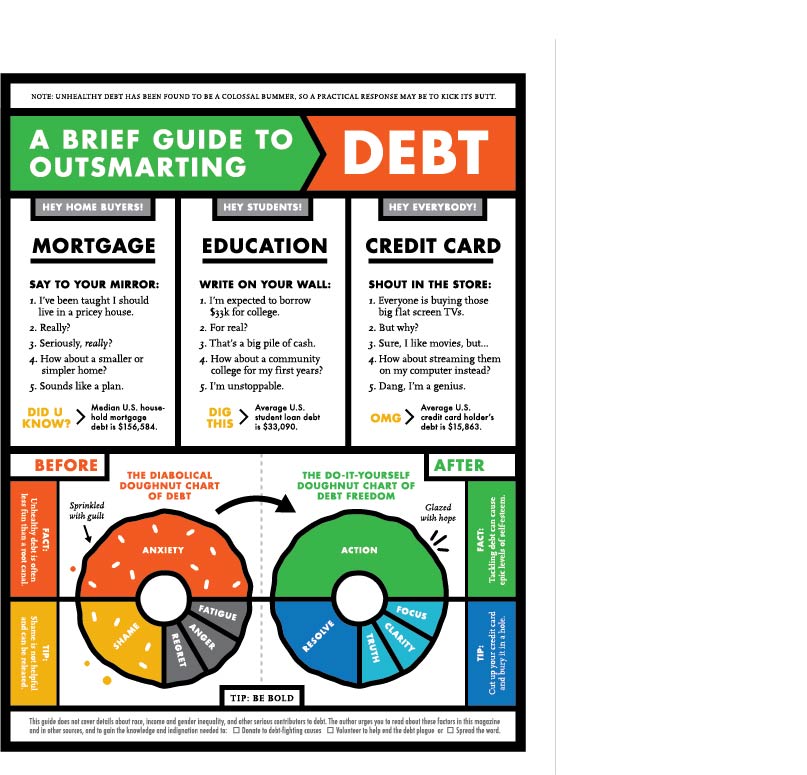 NOTE: UNHEALTHY DEBT HAS BEEN FOUND TO BE A COLOSSAL BUMMER, SO A PRACTICAL RESPONSE MAY BE TO KICK ITS BUTT.
A BRIEF GUIDE TO
OUTSMARTING
DEBT
HEY HOME BUYERS!
MORTGAGE
SAY TO YOUR MIRROR:
1. I've been taught I should
live in a pricey house.
2. Really?
3. Seriously, really?
4. How about a smaller or
simpler home?
5. Sounds like a plan.
DID U
KNOW?
Median U.S. house-
hold mortgage
debt is $156,584.
HEY STUDENTS!
EDUCATION
WRITE ON YOUR WALL:
1. I'm expected to borrow
$33k for college.
2. For real?
3. That's a big pile of cash.
4. How about a community
college for my first years?
5. I'm unstoppable.
DIG
THIS
Average U.S.
student loan debt
is $33,090.
HEY EVERYBODY!
CREDIT CARD
SHOUT IN THE STORE:
1. Everyone is buying those
big flat screen TVs.
2. But why?
3. Sure, I like movies, but...
4. How about streaming them
on my computer instead?
5. Dang, I'm a genius.
OMG
Average U.S.
credit card holder's
debt is $15,863.
BEFORE
THE DIABOLICAL
DOUGHNUT CHART
OF DEBT
Sprinkled
with guilt
FACT:
Unhealthy debt is often
less fun than a root canal.
TIP:
Shame is not helpful
and can be released.
ANXIETY
SHAME
REGRET
ANGER
FATIGUE
AFTER
THE DO-IT-YOURSELF
DOUGHNUT CHART OF
DEBT FREEDOM
Glazed
with hope
ACTION
RESOLVE
TRUTH
CLARITY
FOCUS
FACT:
Tackling debt can cause
epic levels of self-esteem.
TIP:
Cut up your credit card
and bury it in a hole.
TIP: BE BOLD
This guide does not cover details about race, income and gender inequality, and other serious contributors to debt. The author urges you to read about these factors in this magazine
and in other sources, and to gain the knowledge and indignation needed to: ☐ Donate to debt-fighting causes ☐ Volunteer to help end the debt plague or ☐ Spread the word.